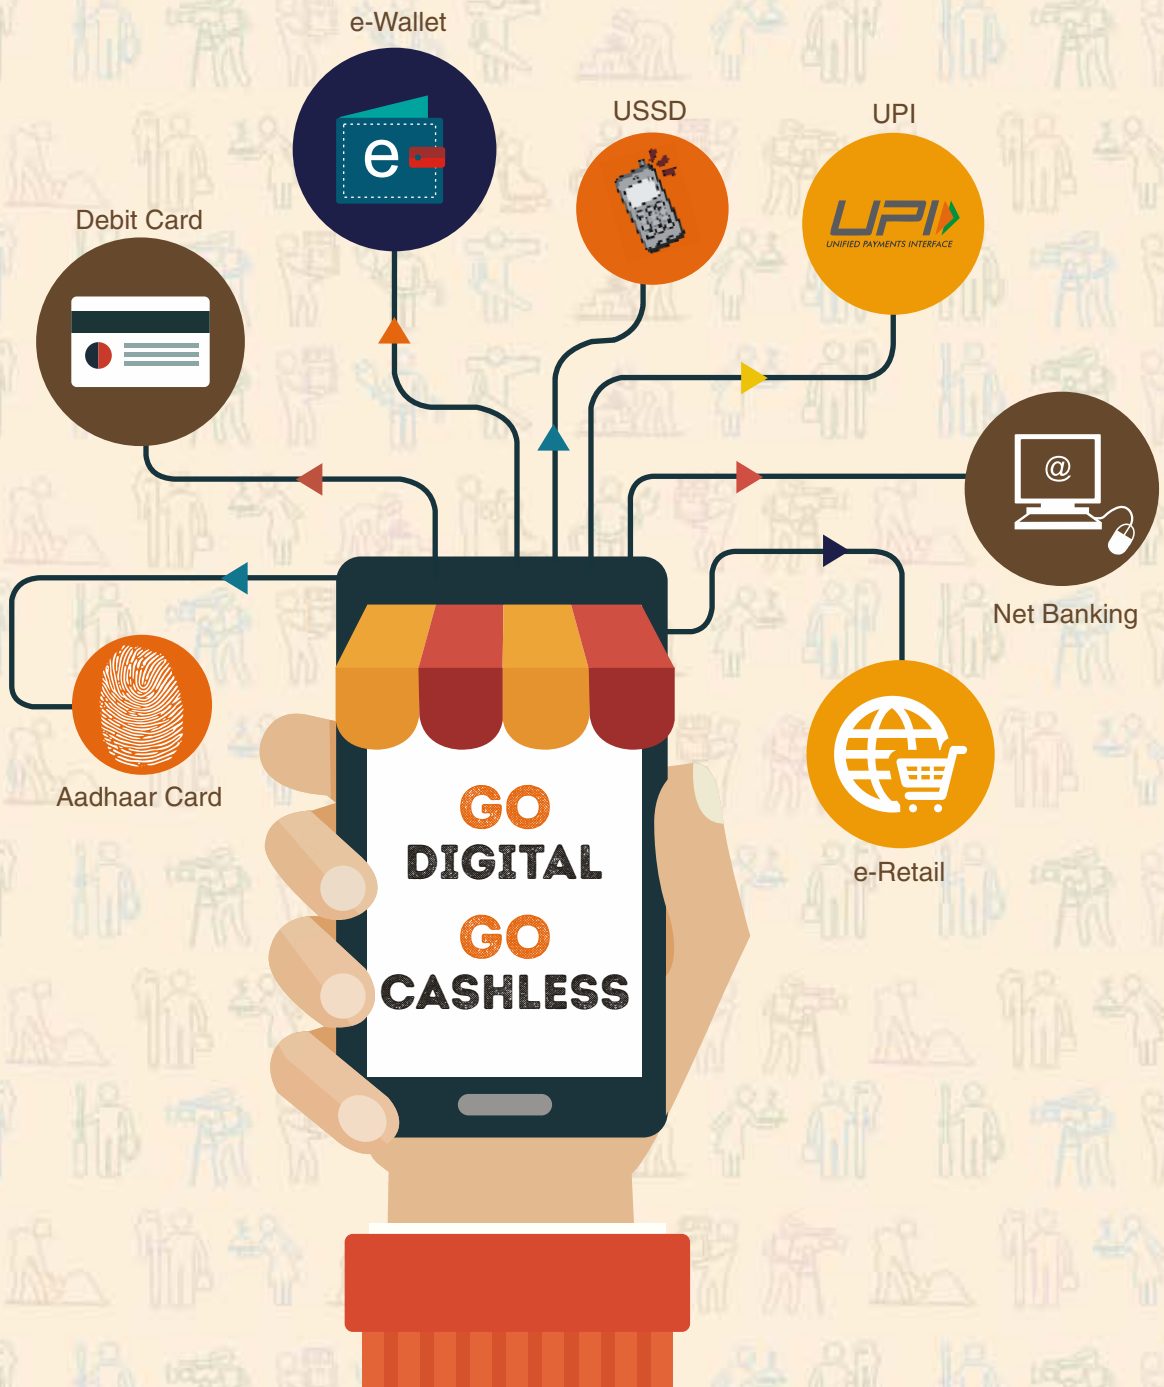 e-Wallet
e
USSD
UPI
UPI
UNIFIED PAYMENTS INTERFACE
Debit Card
@
Net Banking
Aadhaar Card
GO
DIGITAL
GO
CASHLESS
e-Retail